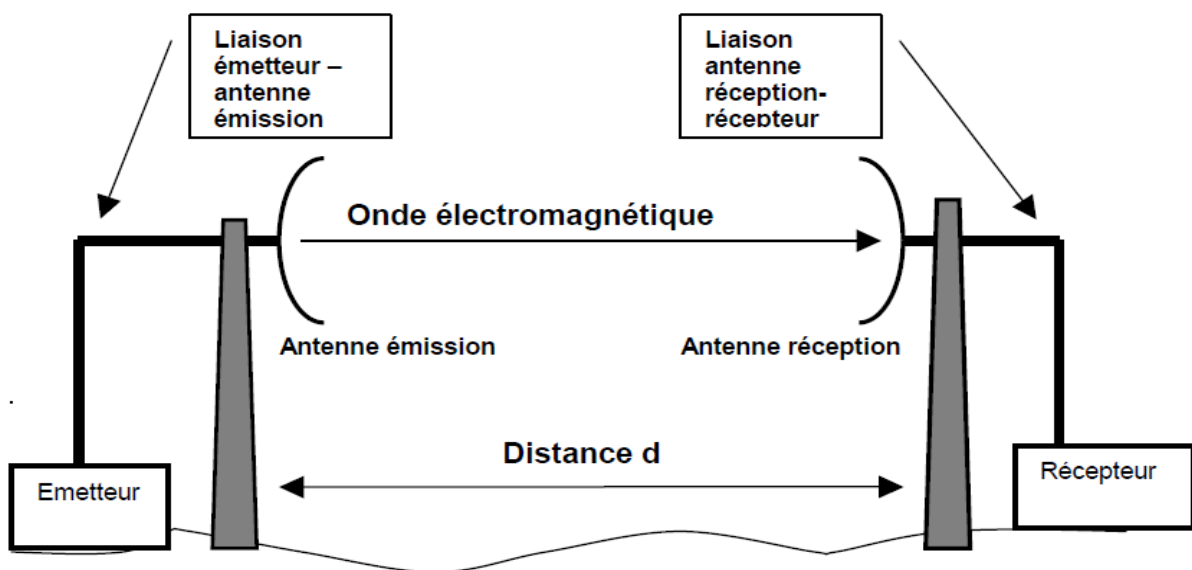 Liaison
émetteur –
antenne
émission
Liaison
antenne
réception-
récepteur
Onde électromagnétique
Antenne émission
Antenne réception
Distance d
Emetteur
Récepteur